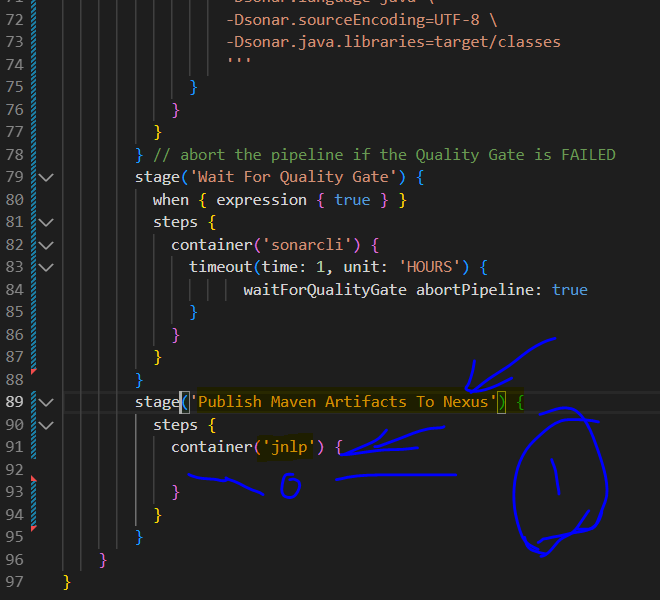 71 -Dsonar.language=java \
72 -Dsonar.sourceEncoding=UTF-8 \
73 -Dsonar.java.libraries=target/classes
74 '''
75 }
76 }
77 }
78 } // abort the pipeline if the Quality Gate is FAILED
79 stage('Wait For Quality Gate') {
80 when { expression { true } }
81 steps {
82 container('sonarcli') {
83 timeout(time: 1, unit: 'HOURS') {
84 waitForQualityGate abortPipeline: true
85 }
86 }
87 }
88 }
89 stage('Publish Maven Artifacts To Nexus') {
90 steps {
91 container('jnlp') {
92
93 }
94 }
95 }
96 }
97 }